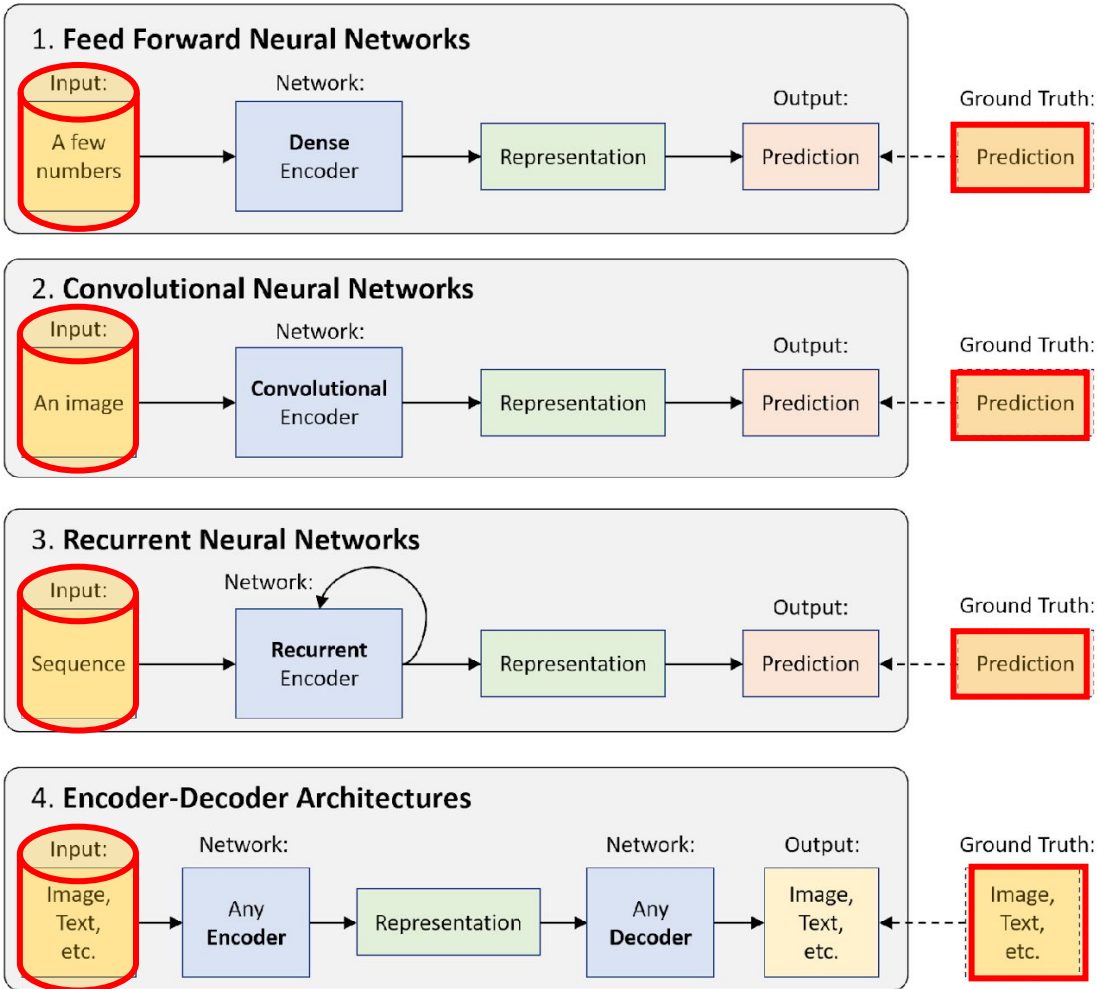 1. Feed Forward Neural Networks
Input:
Network:
Output:
Ground Truth:
A few
numbers
Dense
Encoder
Representation
Prediction
Prediction
2. Convolutional Neural Networks
Input:
Network:
Output:
Ground Truth:
An image
Convolutional
Encoder
Representation
Prediction
Prediction
3. Recurrent Neural Networks
Input:
Network:
Output:
Ground Truth:
Sequence
Recurrent
Encoder
Representation
Prediction
Prediction
4. Encoder-Decoder Architectures
Input:
Network:
Network:
Output:
Ground Truth:
Image,
Text,
etc.
Any
Encoder
Representation
Any
Decoder
Image,
Text,
etc.
Image,
Text,
etc.